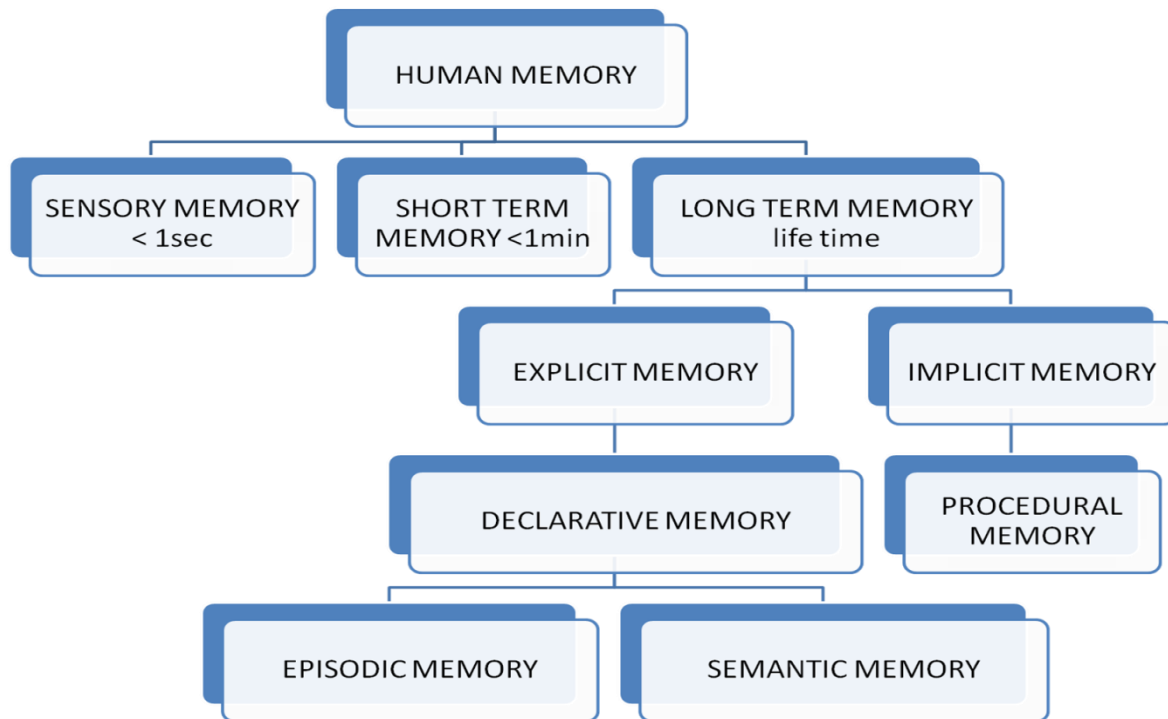 HUMAN MEMORY
SENSORY MEMORY
< 1sec
SHORT TERM
MEMORY <1min
LONG TERM MEMORY
life time
EXPLICIT MEMORY
IMPLICIT MEMORY
DECLARATIVE MEMORY
PROCEDURAL
MEMORY
EPISODIC MEMORY
SEMANTIC MEMORY